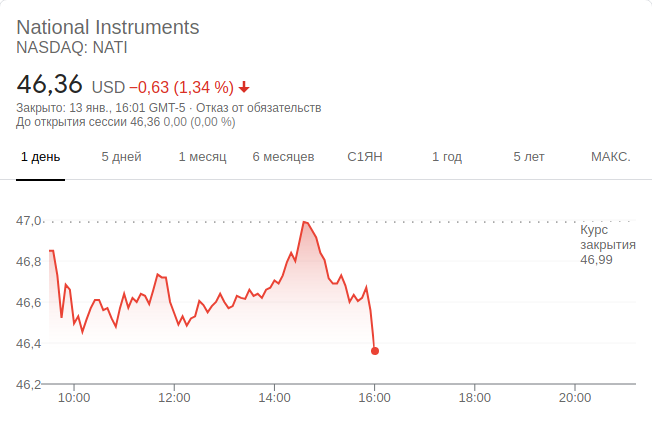 National Instruments
NASDAQ: NATI
46,36 USD −0,63 (1,34 %)
Закрыто: 13 янв., 16:01 GMT-5 · Отказ от обязательств
До открытия сессии 46,36 0,00 (0,00 %)
1 день 5 дней 1 месяц 6 месяцев С1ЯН 1 год 5 лет МАКС.
47,0
Курс
закрытия
46,99
46,8
46,6
46,4
46,2
10:00 12:00 14:00 16:00 18:00 20:00